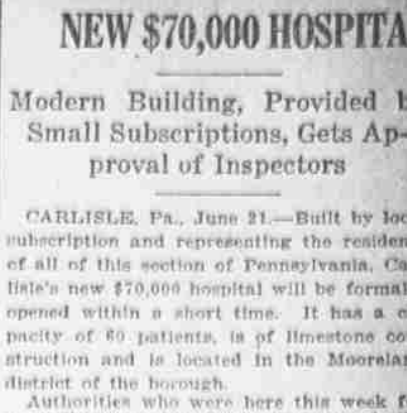 NEW $70,000 HOSPITA
Modern Building, Provided b
Small Subscriptions, Gets Ap-
proval of Inspectors
CARLISLE, Pa., June 21.—Built by loc
subscription and representing the residen
of all of this section of Pennsylvania, Ca
lisle's new $70,000 hospital will be formal
opened within a short time. It has a c
pacity of 60 patients, is of limestone co
struction and is located in the Moorelan
district of the borough.
Authorities who were here this week f